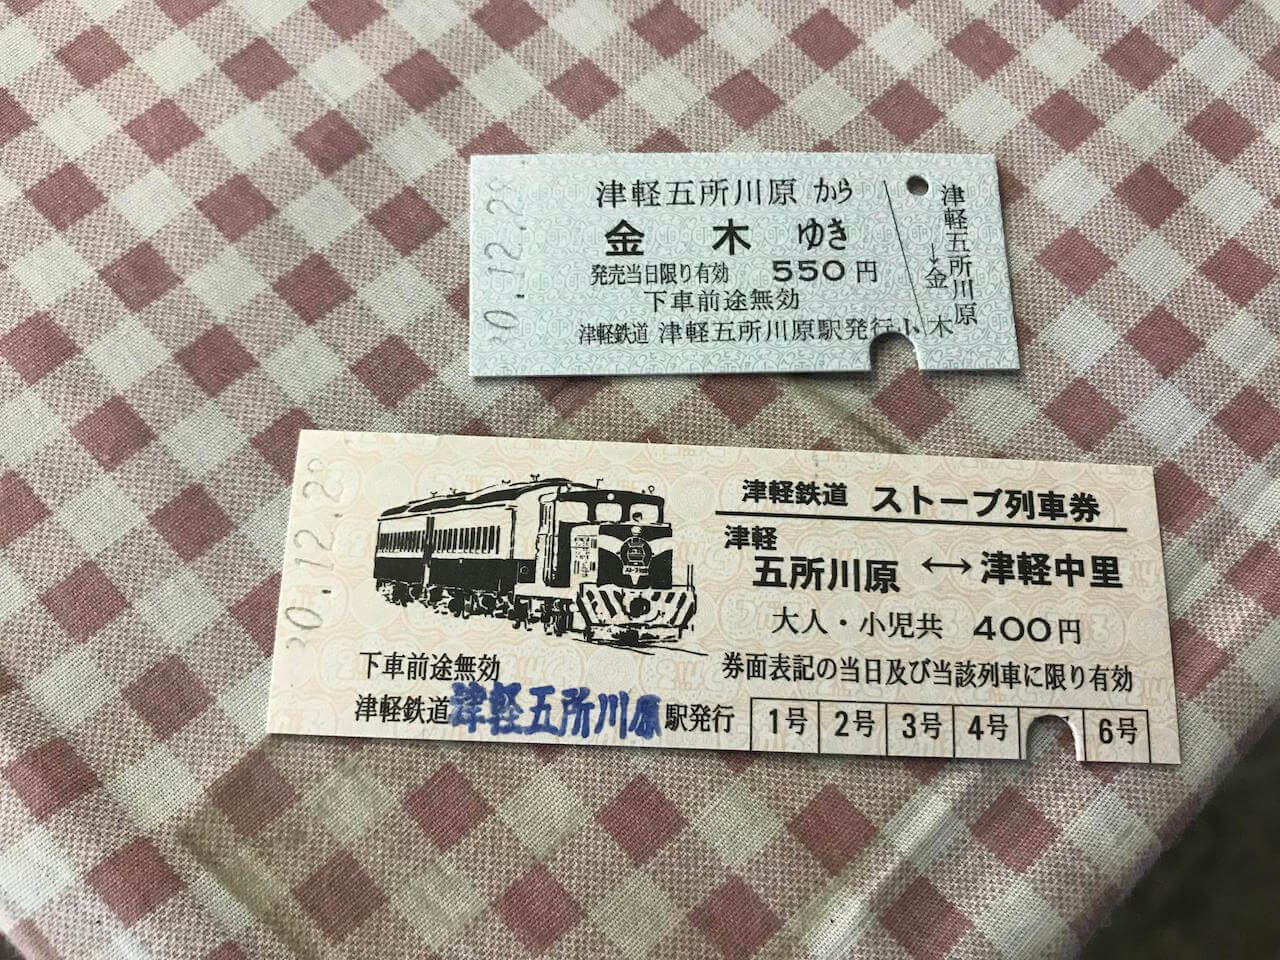 30.12.28
津軽五所川原 から
金 木 ゆき
発売当日限り有効 550円
下車前途無効
津軽鉄道 津軽五所川原駅発行
小
津軽五所川原
→金木
30.12.28
津軽鉄道 ストーブ列車券
津軽
五所川原 ↔ 津軽中里
大人・小児共 400円
券面表記の当日及び当該列車に限り有効
下車前途無効
津軽鉄道津軽五所川原駅発行
1号 2号 3号 4号 6号